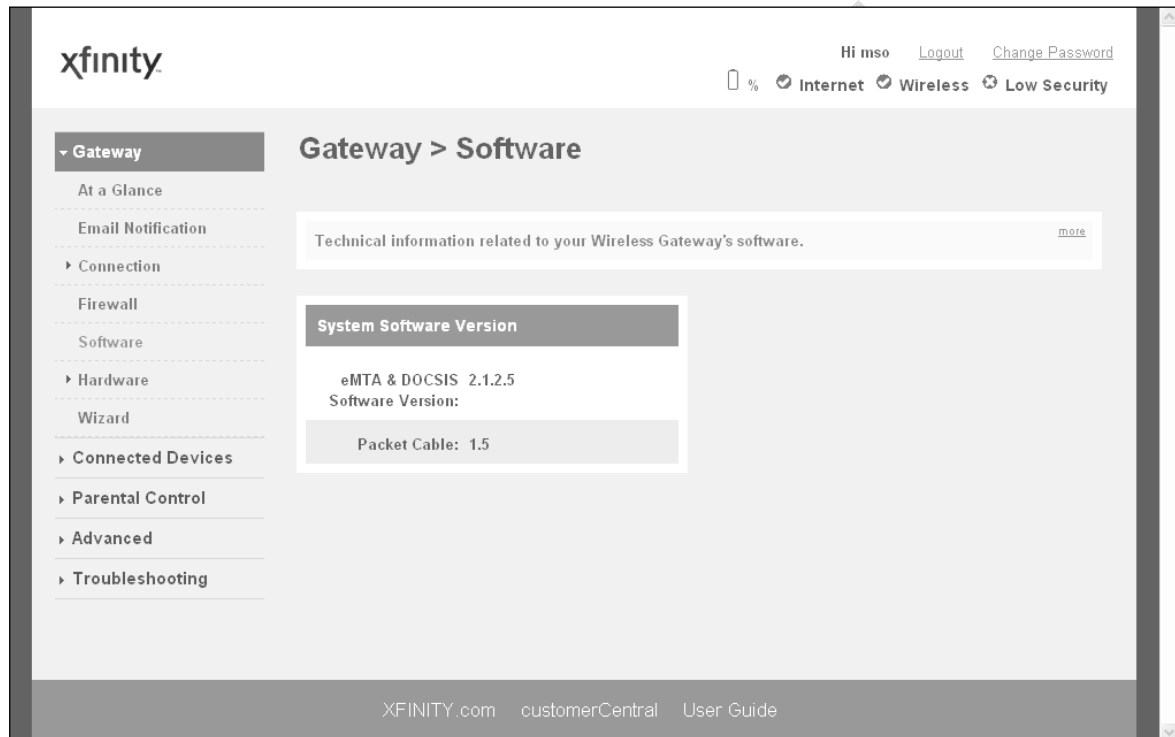 xfinity
Hi mso Logout Change Password
% Internet Wireless Low Security
Gateway
At a Glance
Email Notification
Connection
Firewall
Software
Hardware
Wizard
Connected Devices
Parental Control
Advanced
Troubleshooting
Gateway > Software
Technical information related to your Wireless Gateway's software.
more
System Software Version
eMTA & DOCSIS 2.1.2.5
Software Version:
Packet Cable: 1.5
XFINITY.com customerCentral User Guide